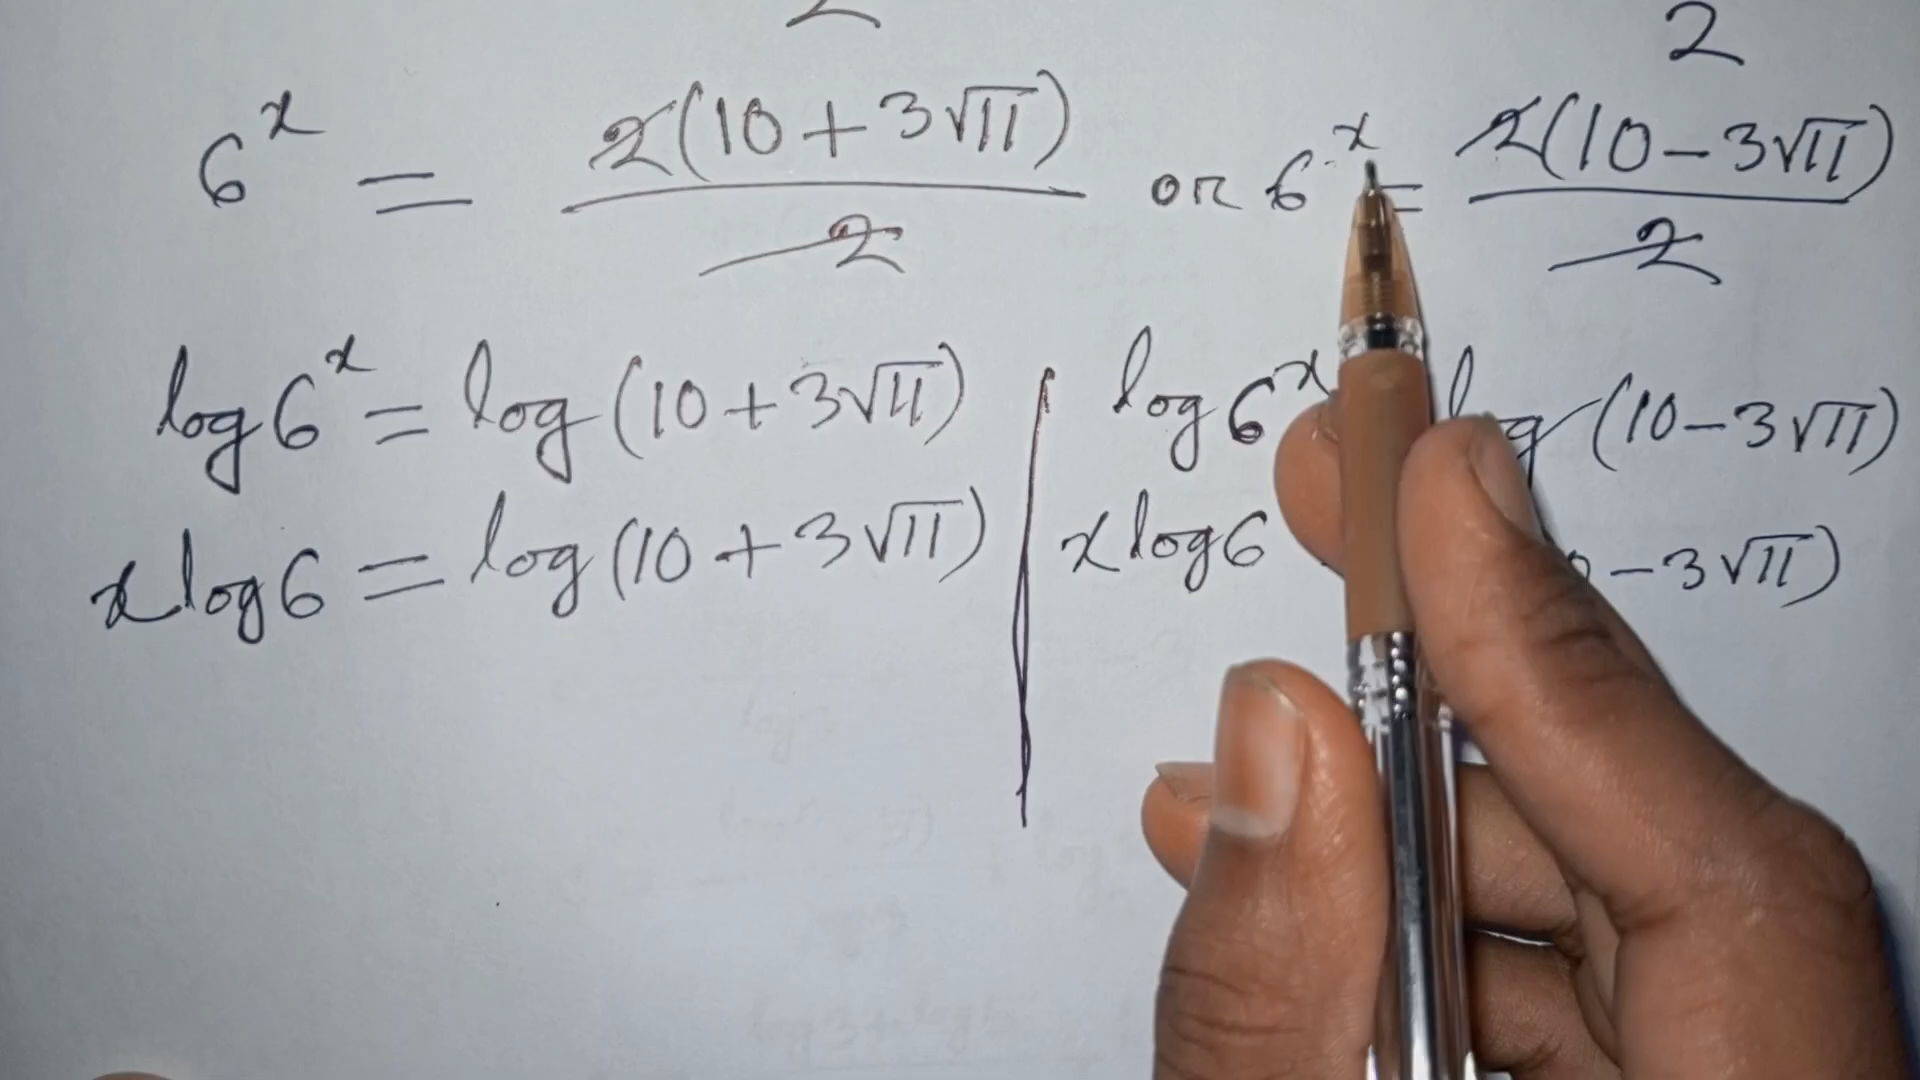 2 2
6^x = 2(10 + 3√11) / 2 or 6^x = 2(10 - 3√11) / 2
log 6^x = log (10 + 3√11) | log 6^x log (10 - 3√11)
x log 6 = log (10 + 3√11) | x log 6 - 3√11)